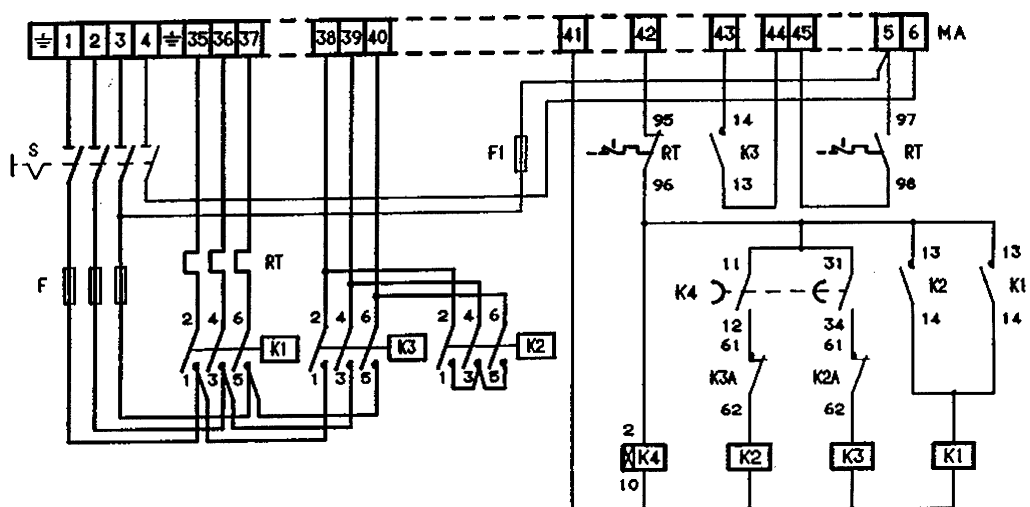 ⏚ 1 2 3 4 ⏚ 35 36 37 38 39 40 41 42 43 44 45 5 6 MA
95 14 97
S F1 RT K3 RT
96 13 98
F RT
11 31 13 13
K4 K2 K1
2 4 6 2 4 6 2 4 6 12 34 14 14
K1 K3 K2 61 61
1 3 5 1 3 5 1 3 5 K3A K2A
62 62
2
K4 K2 K3 K1
10